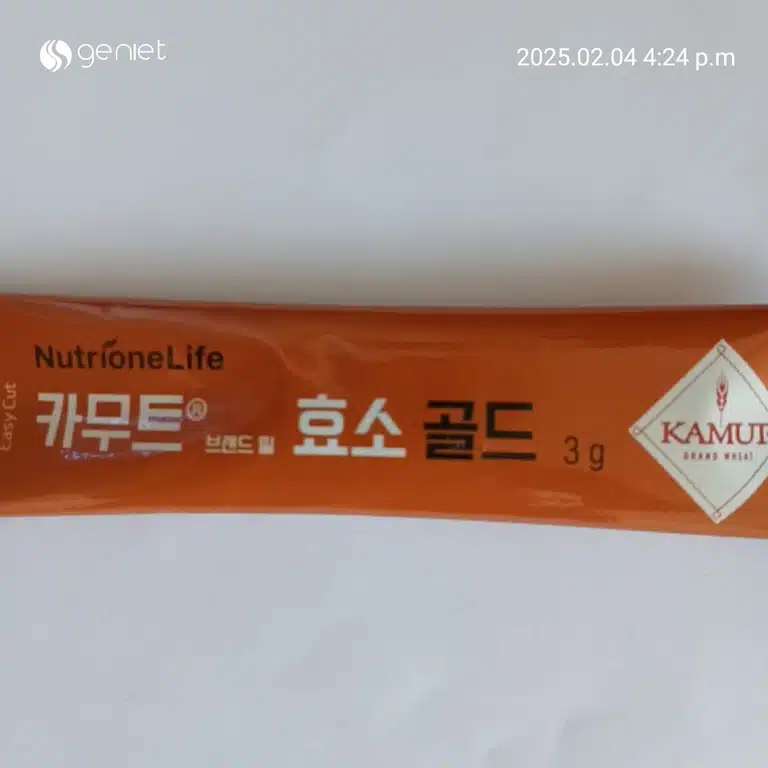 geniet
2025.02.04 4:24 p.m
Easy Cut
NutrioneLife
카무트® 브랜드 밀 효소 골드 3g
KAMUT
BRAND WHEAT